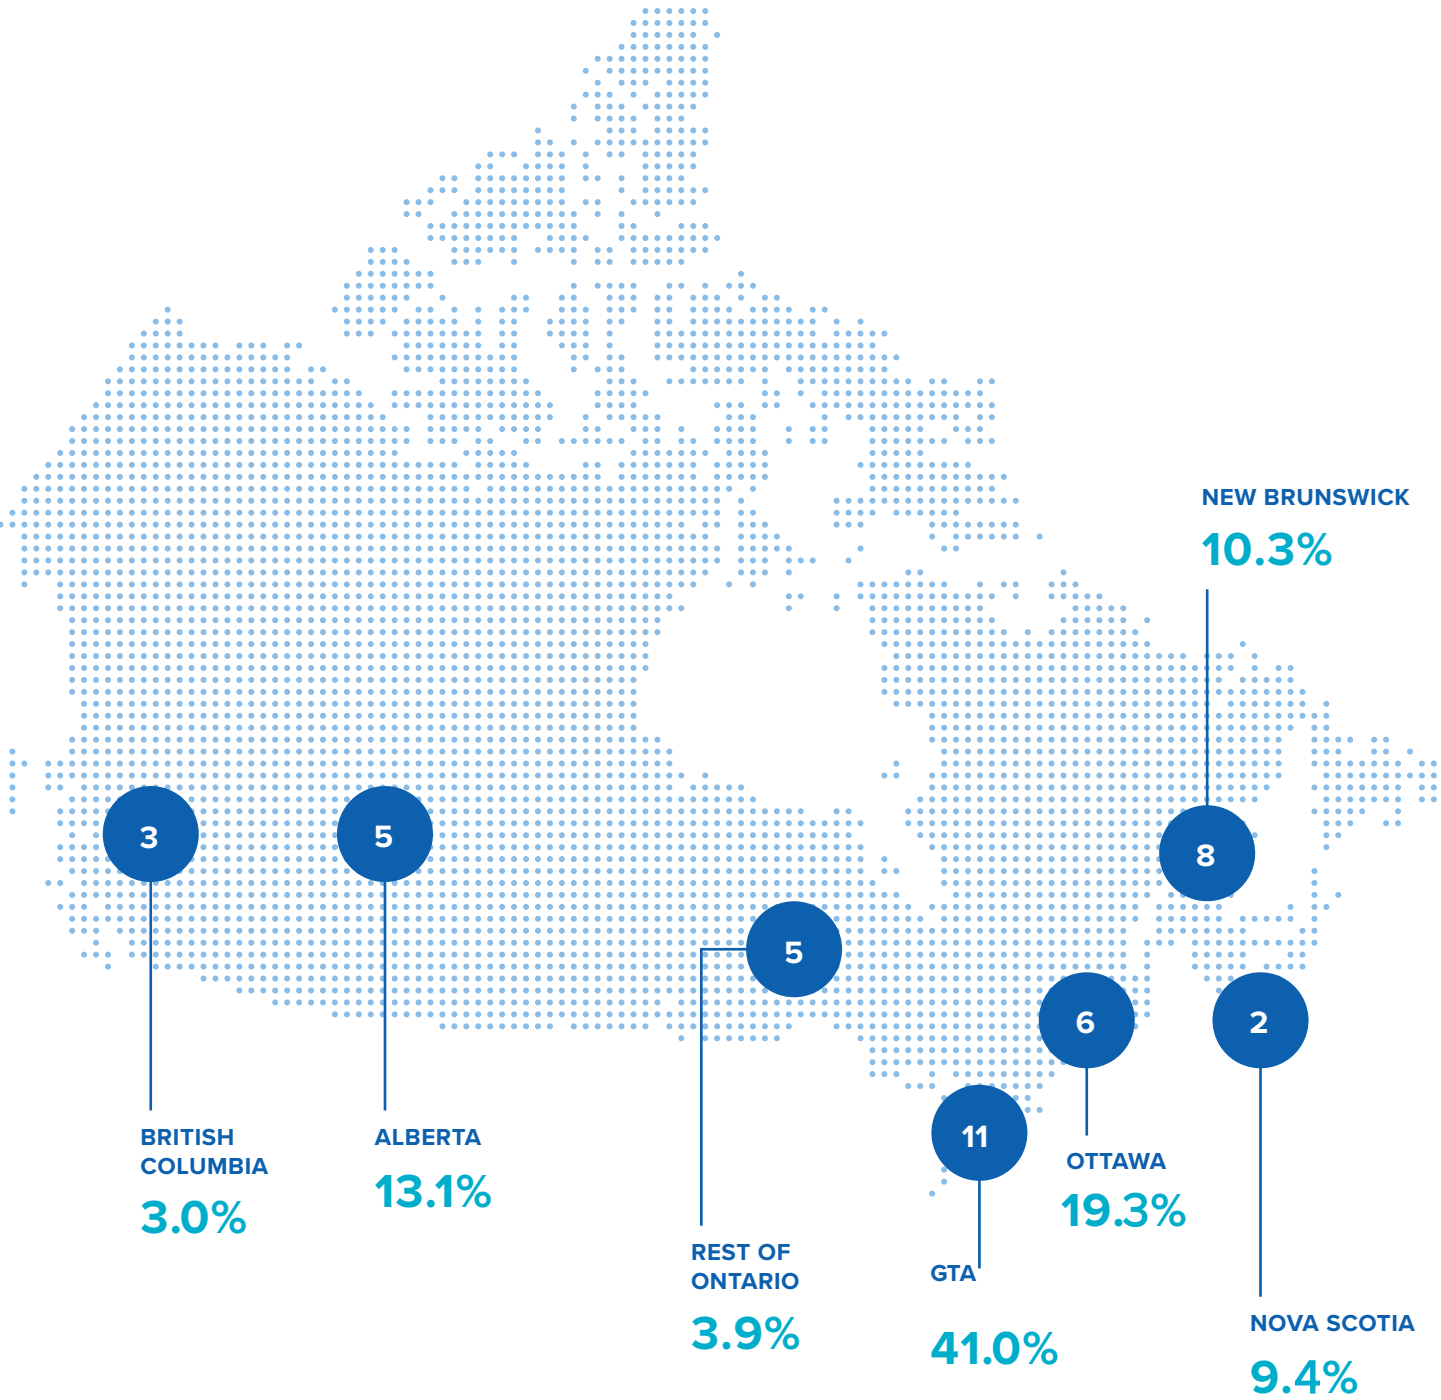 NEW BRUNSWICK
10.3%
3
5
8
5
6
2
11
BRITISH
COLUMBIA
3.0%
ALBERTA
13.1%
REST OF
ONTARIO
3.9%
GTA
41.0%
OTTAWA
19.3%
NOVA SCOTIA
9.4%